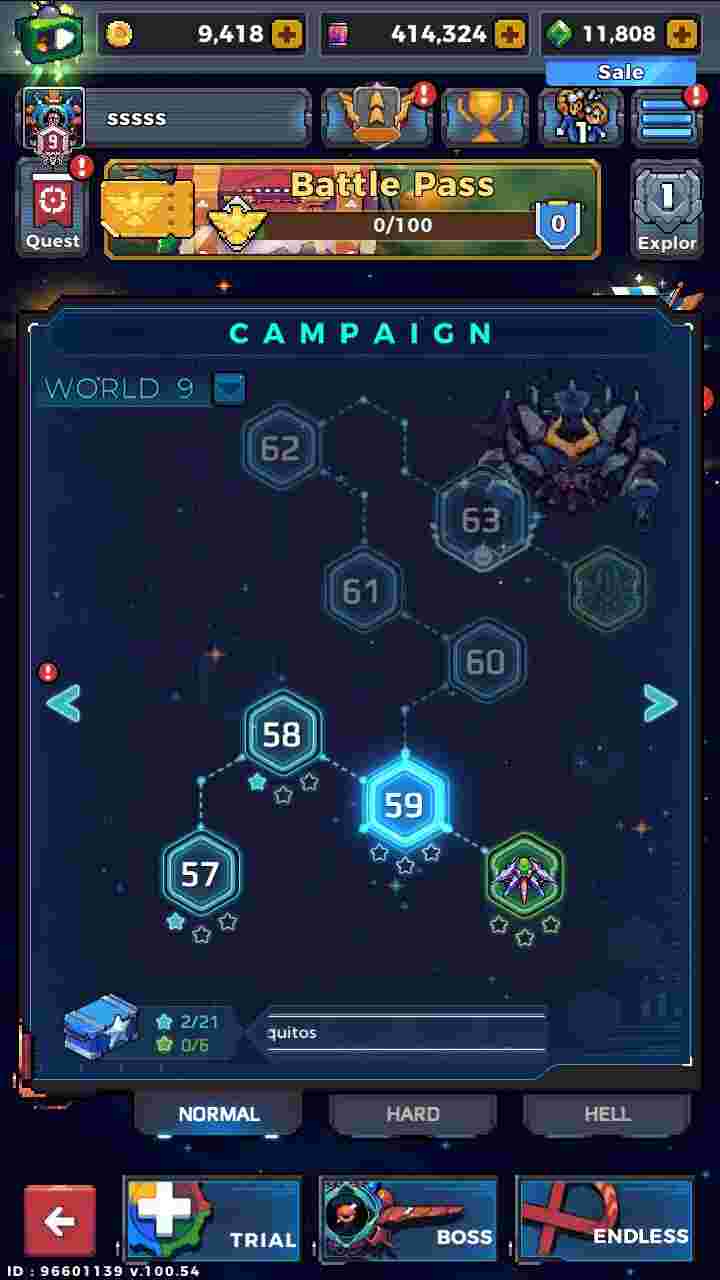 9,418
414,324
11,808
Sale
9
sssss
1
Quest
Battle Pass
0/100
0
1
Explor
CAMPAIGN
WORLD 9
62
63
61
60
58
59
57
2/21
0/6
quitos
NORMAL
HARD
HELL
TRIAL
BOSS
ENDLESS
ID : 96601139 v.100.54